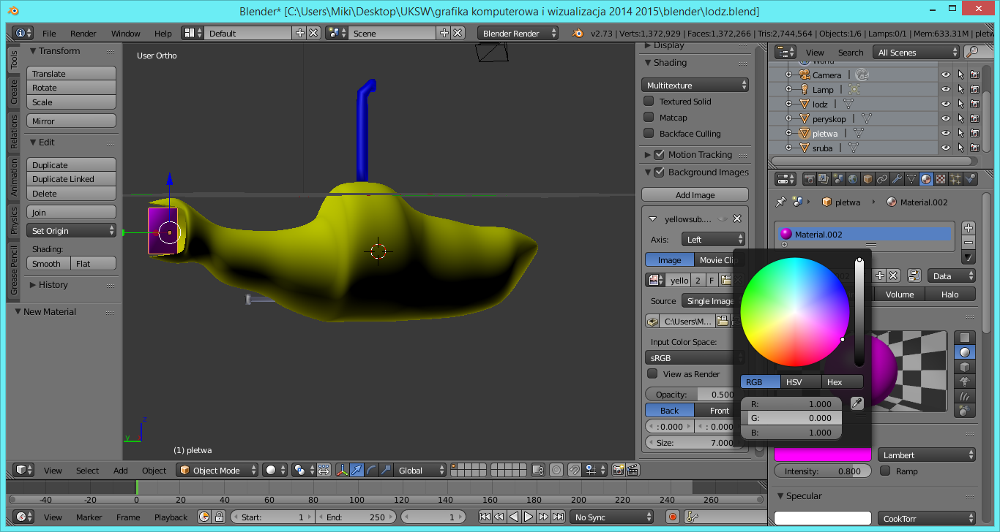 Blender* [C:\Users\Miki\Desktop\UKSW\grafika komputerowa i wizualizacja 2014 2015\blender\lodz.blend]
File Render Window Help Default Scene Blender Render v2.73 | Verts:1,372,929 | Faces:1,372,266 | Tris:2,744,564 | Objects:1/6 | Lamps:0/1 | Mem:633.31M | pletw
Tools
Create
Relations
Animation
Physics
Grease Pencil
Transform
Translate
Rotate
Scale
Mirror
Edit
Duplicate
Duplicate Linked
Delete
Join
Set Origin
Shading:
Smooth Flat
History
New Material
User Ortho
z
y
(1) pletwa
Display
Shading
Multitexture
Textured Solid
Matcap
Backface Culling
Motion Tracking
Background Images
Add Image
yellowsub....
Axis: Left
Image Movie Clip
yello 2 F
Source Single Image
C:\Users\M...
Input Color Space:
sRGB
View as Render
Opacity: 0.500
Back Front
: 0.000 : 0.000
Size: 7.000
View Search All Scenes
World
Camera
Lamp
lodz
peryskop
pletwa
sruba
pletwa Material.002
Material.002
Data
Volume Halo
RGB HSV Hex
R: 1.000
G: 0.000
B: 1.000
Lambert
Intensity: 0.800 Ramp
Specular
CookTorr
View Select Add Object Object Mode Global
-40 -20 0 20 40 60 80 100 120 140 160 180 200 220 240 260
View Marker Frame Playback Start: 1 End: 250 1 No Sync